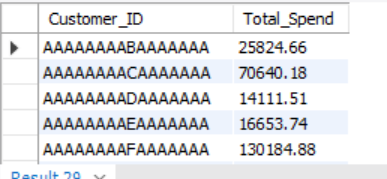 Customer_ID Total_Spend
AAAAAAAABAAAAAAA 25824.66
AAAAAAAACAAAAAAA 70640.18
AAAAAAAADAAAAAAA 14111.51
AAAAAAAAEAAAAAAA 16653.74
AAAAAAAAFAAAAAAA 130184.88
Result 29